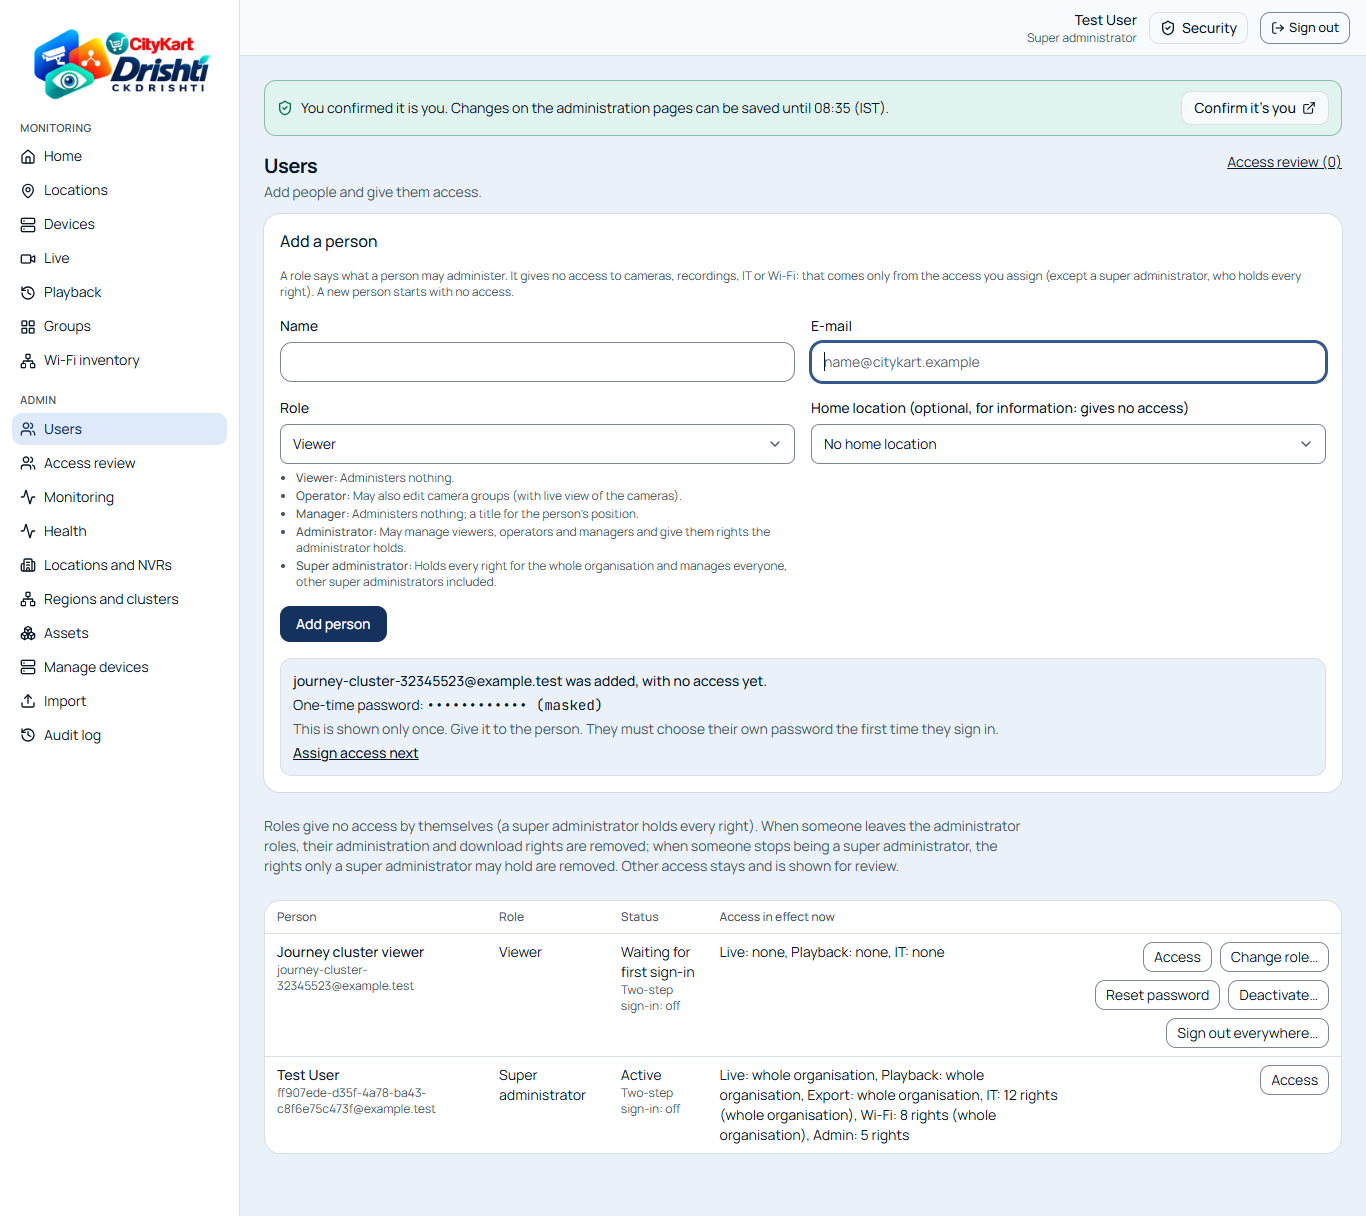 CityKart
Drishti
CKDRISHTI
Test User
Super administrator
Security
Sign out
MONITORING
Home
Locations
Devices
Live
Playback
Groups
Wi-Fi inventory
ADMIN
Users
Access review
Monitoring
Health
Locations and NVRs
Regions and clusters
Assets
Manage devices
Import
Audit log
You confirmed it is you. Changes on the administration pages can be saved until 08:35 (IST).
Confirm it's you
Users
Access review (0)
Add people and give them access.
Add a person
A role says what a person may administer. It gives no access to cameras, recordings, IT or Wi-Fi: that comes only from the access you assign (except a super administrator, who holds every
right). A new person starts with no access.
Name
E-mail
name@citykart.example
Role
Home location (optional, for information: gives no access)
Viewer
No home location
• Viewer: Administers nothing.
• Operator: May also edit camera groups (with live view of the cameras).
• Manager: Administers nothing; a title for the person's position.
• Administrator: May manage viewers, operators and managers and give them rights the
administrator holds.
• Super administrator: Holds every right for the whole organisation and manages everyone,
other super administrators included.
Add person
journey-cluster-32345523@example.test was added, with no access yet.
One-time password: •••••••••••• (masked)
This is shown only once. Give it to the person. They must choose their own password the first time they sign in.
Assign access next
Roles give no access by themselves (a super administrator holds every right). When someone leaves the administrator
roles, their administration and download rights are removed; when someone stops being a super administrator, the
rights only a super administrator may hold are removed. Other access stays and is shown for review.
Person Role Status Access in effect now
Journey cluster viewer
journey-cluster-
32345523@example.test
Viewer
Waiting for
first sign-in
Two-step
sign-in: off
Live: none, Playback: none, IT: none
Access Change role...
Reset password Deactivate...
Sign out everywhere...
Test User
ff907ede-d35f-4a78-ba43-
c8f6e75c473f@example.test
Super
administrator
Active
Two-step
sign-in: off
Live: whole organisation, Playback: whole
organisation, Export: whole organisation, IT: 12 rights
(whole organisation), Wi-Fi: 8 rights (whole
organisation), Admin: 5 rights
Access